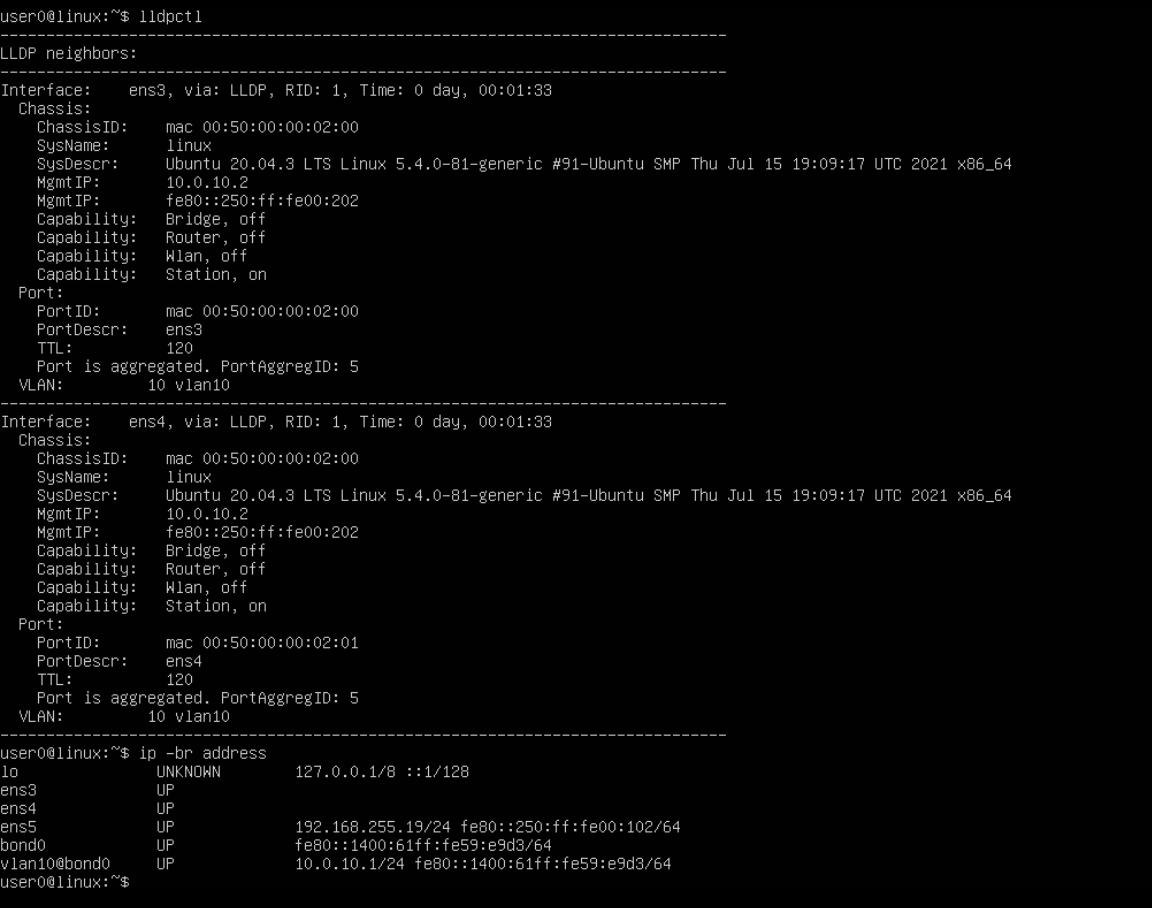 user0@linux:~$ lldpctl
-------------------------------------------------------------------------------
LLDP neighbors:
-------------------------------------------------------------------------------
Interface:    ens3, via: LLDP, RID: 1, Time: 0 day, 00:01:33
  Chassis:
    ChassisID:    mac 00:50:00:00:02:00
    SysName:      linux
    SysDescr:     Ubuntu 20.04.3 LTS Linux 5.4.0-81-generic #91-Ubuntu SMP Thu Jul 15 19:09:17 UTC 2021 x86_64
    MgmtIP:       10.0.10.2
    MgmtIP:       fe80::250:ff:fe00:202
    Capability:   Bridge, off
    Capability:   Router, off
    Capability:   Wlan, off
    Capability:   Station, on
  Port:
    PortID:       mac 00:50:00:00:02:00
    PortDescr:    ens3
    TTL:          120
    Port is aggregated. PortAggregID: 5
  VLAN:         10 vlan10
-------------------------------------------------------------------------------
Interface:    ens4, via: LLDP, RID: 1, Time: 0 day, 00:01:33
  Chassis:
    ChassisID:    mac 00:50:00:00:02:00
    SysName:      linux
    SysDescr:     Ubuntu 20.04.3 LTS Linux 5.4.0-81-generic #91-Ubuntu SMP Thu Jul 15 19:09:17 UTC 2021 x86_64
    MgmtIP:       10.0.10.2
    MgmtIP:       fe80::250:ff:fe00:202
    Capability:   Bridge, off
    Capability:   Router, off
    Capability:   Wlan, off
    Capability:   Station, on
  Port:
    PortID:       mac 00:50:00:00:02:01
    PortDescr:    ens4
    TTL:          120
    Port is aggregated. PortAggregID: 5
  VLAN:         10 vlan10
-------------------------------------------------------------------------------
user0@linux:~$ ip -br address
lo               UNKNOWN        127.0.0.1/8 ::1/128
ens3             UP
ens4             UP
ens5             UP             192.168.255.19/24 fe80::250:ff:fe00:102/64
bond0            UP             fe80::1400:61ff:fe59:e9d3/64
vlan10@bond0     UP             10.0.10.1/24 fe80::1400:61ff:fe59:e9d3/64
user0@linux:~$